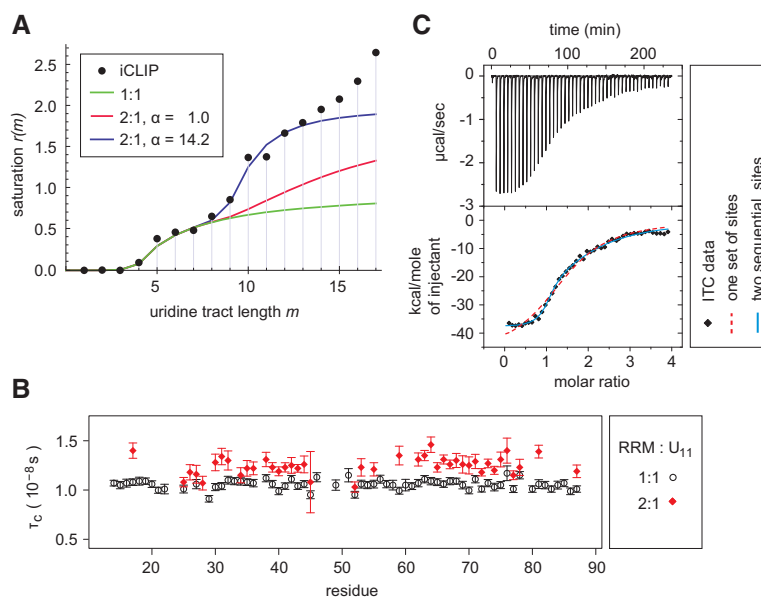 A
saturation r(m)
2.5
2.0
1.5
1.0
0.5
0.0
iCLIP
1:1
2:1, α = 1.0
2:1, α = 14.2
5
10
15
uridine tract length m
C
time (min)
0
100
200
0
-1
-2
-3
µcal/sec
0
-10
-20
-30
-40
kcal/mole
of injectant
0
1
2
3
4
molar ratio
ITC data
one set of sites
two sequential sites
B
τC ( 10⁻⁸ s)
1.5
1.0
0.5
20
30
40
50
60
70
80
90
residue
RRM : U11
1:1
2:1